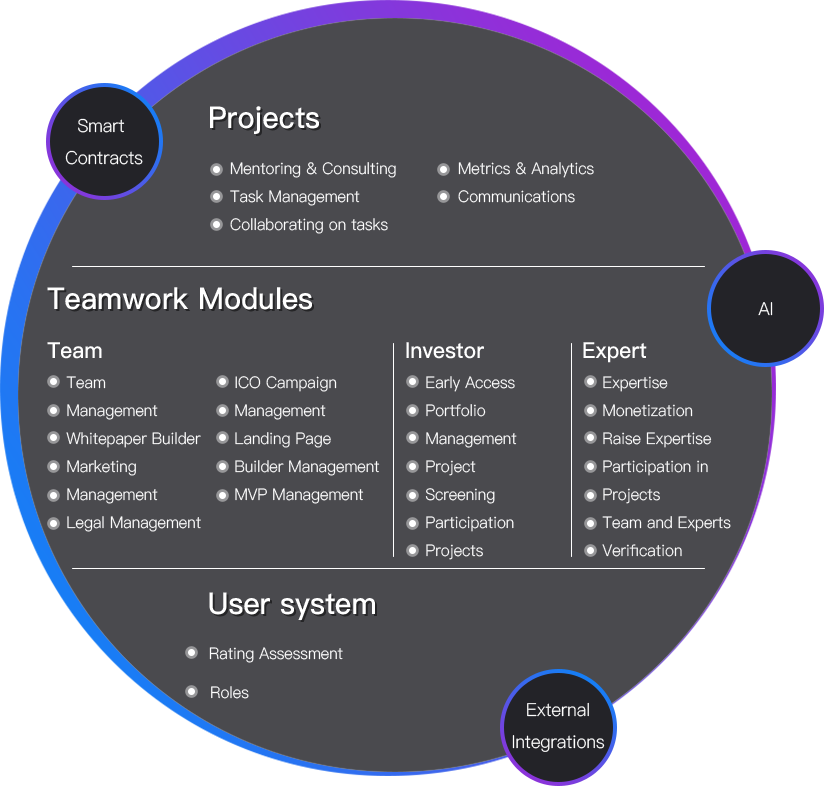 Smart
Contracts
Projects
Mentoring & Consulting
Task Management
Collaborating on tasks
Metrics & Analytics
Communications
AI
Teamwork Modules
Team
Team
Management
Whitepaper Builder
Marketing
Management
Legal Management
ICO Campaign
Management
Landing Page
Builder Management
MVP Management
Investor
Early Access
Portfolio
Management
Project
Screening
Participation
Projects
Expert
Expertise
Monetization
Raise Expertise
Participation in
Projects
Team and Experts
Verification
User system
Rating Assessment
Roles
External
Integrations